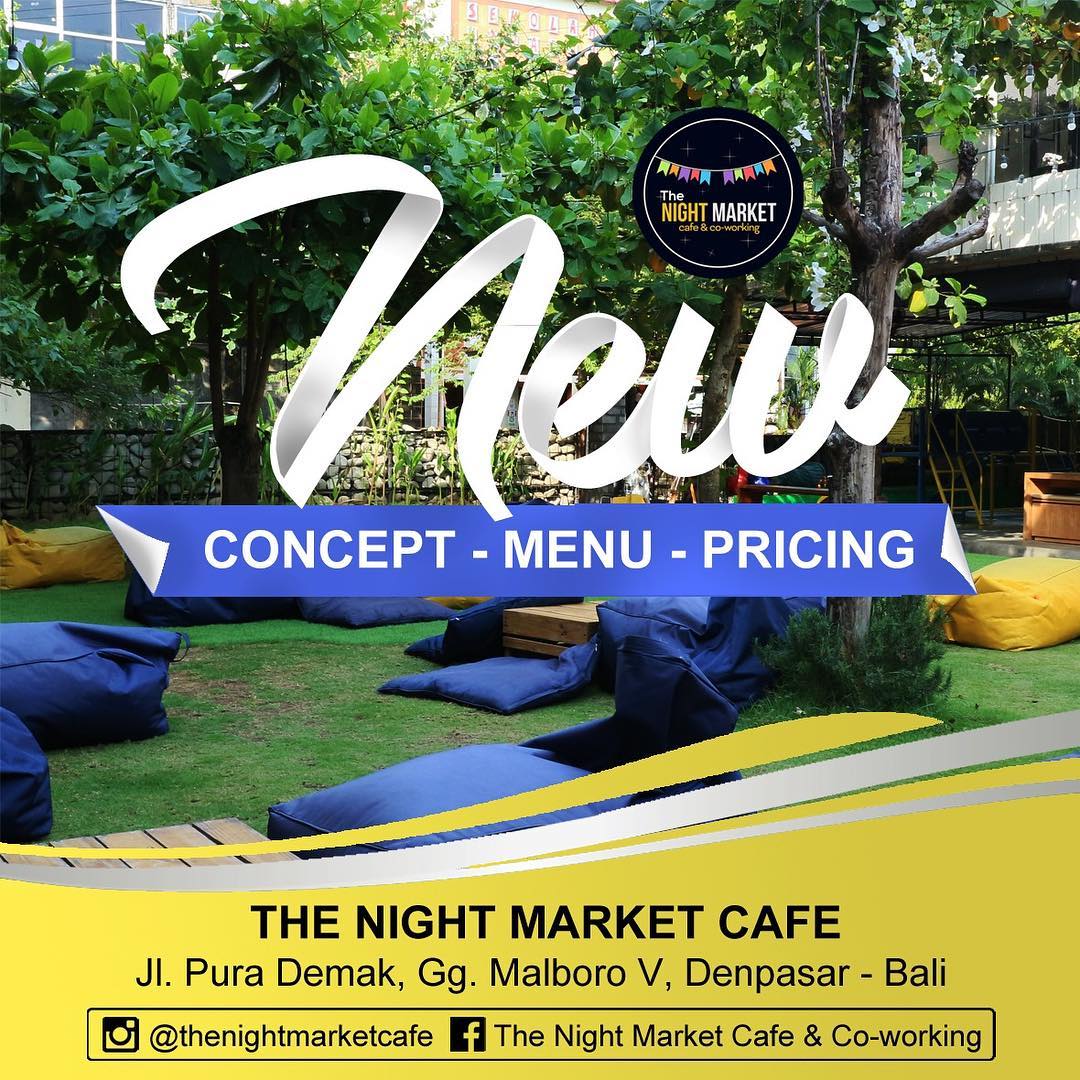 The
NIGHT MARKET
cafe & co-working
New
CONCEPT - MENU - PRICING
THE NIGHT MARKET CAFE
Jl. Pura Demak, Gg. Malboro V, Denpasar - Bali
@thenightmarketcafe The Night Market Cafe & Co-working